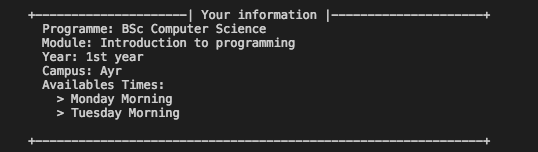 +---------------------| Your information |---------------------+
Programme: BSc Computer Science
Module: Introduction to programming
Year: 1st year
Campus: Ayr
Availables Times:
> Monday Morning
> Tuesday Morning
+--------------------------------------------------------------+